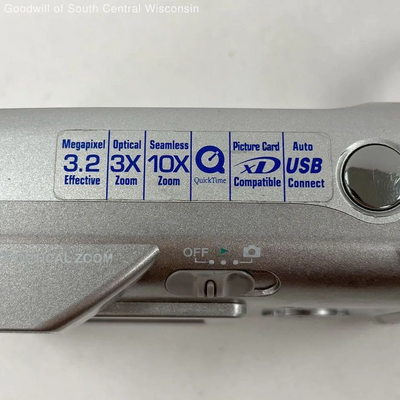 Goodwill of South Central Wisconsin
Megapixel
3.2
Effective
Optical
3X
Zoom
Seamless
10X
Zoom
QuickTime
Picture Card
xD
Compatible
Auto
USB
Connect
OFF
ZOOM